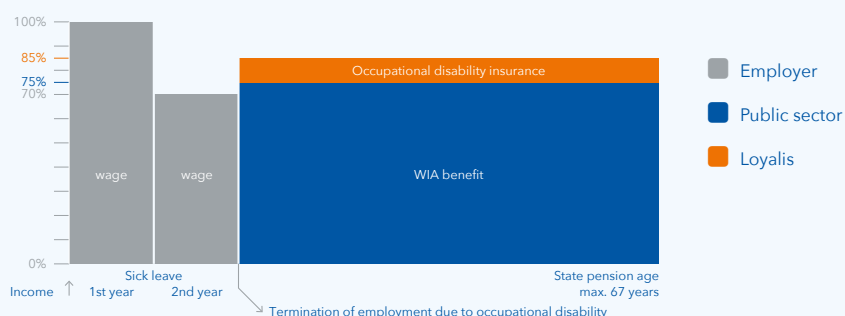 100%
85%
75%
70%
0%
Occupational disability insurance
wage
wage
WIA benefit
Employer
Public sector
Loyalis
Sick leave
State pension age
Income
1st year
2nd year
max. 67 years
Termination of employment due to occupational disability